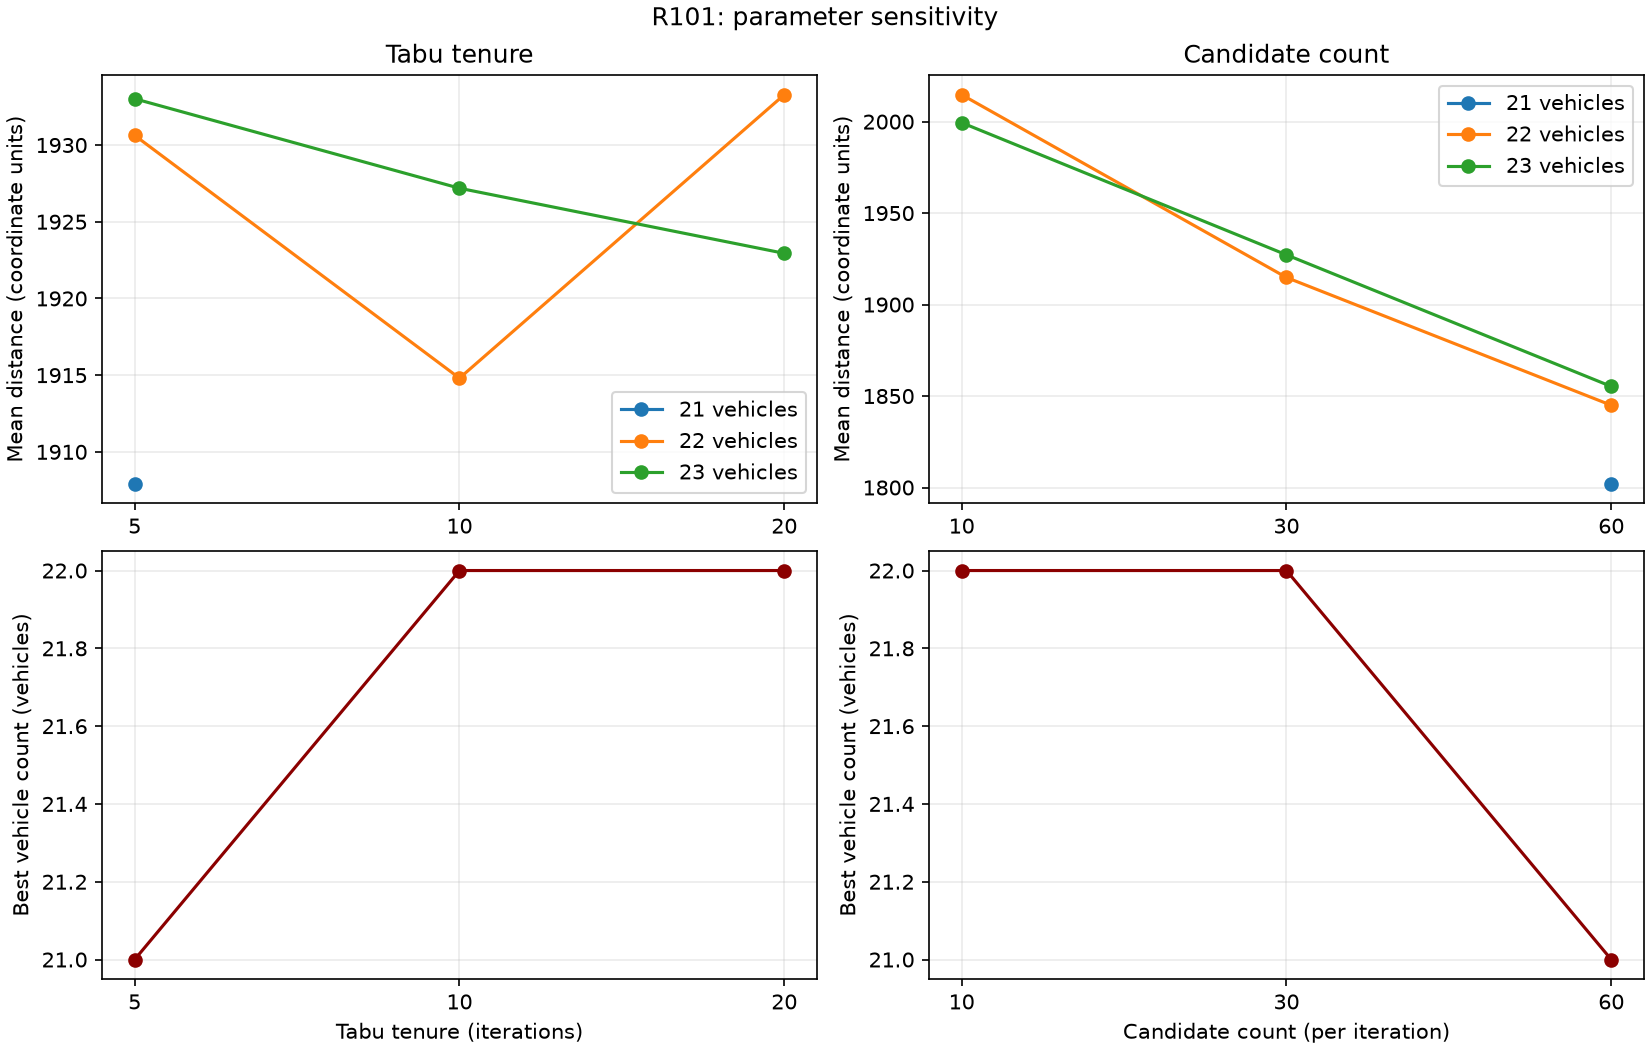 R101: parameter sensitivity
Tabu tenure
Mean distance (coordinate units)
1930
1925
1920
1915
1910
5
10
20
21 vehicles
22 vehicles
23 vehicles
Candidate count
Mean distance (coordinate units)
2000
1950
1900
1850
1800
10
30
60
21 vehicles
22 vehicles
23 vehicles
Best vehicle count (vehicles)
22.0
21.8
21.6
21.4
21.2
21.0
5
10
20
Tabu tenure (iterations)
Best vehicle count (vehicles)
22.0
21.8
21.6
21.4
21.2
21.0
10
30
60
Candidate count (per iteration)